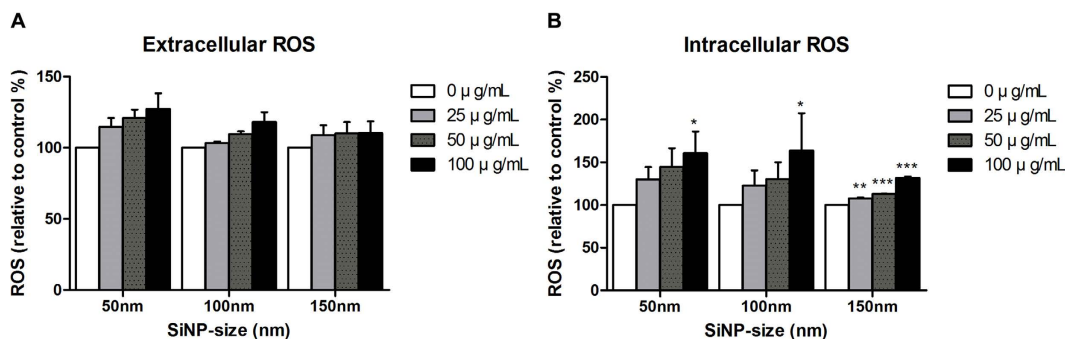 A
Extracellular ROS
ROS (relative to control %)
150
100
50
0
50nm
100nm
150nm
SiNP-size (nm)
0 µ g/mL
25 µ g/mL
50 µ g/mL
100 µ g/mL
B
Intracellular ROS
ROS (relative to control %)
250
200
150
100
50
0
*
*
**
***
***
50nm
100nm
150nm
SiNP-size (nm)
0 µ g/mL
25 µ g/mL
50 µ g/mL
100 µ g/mL